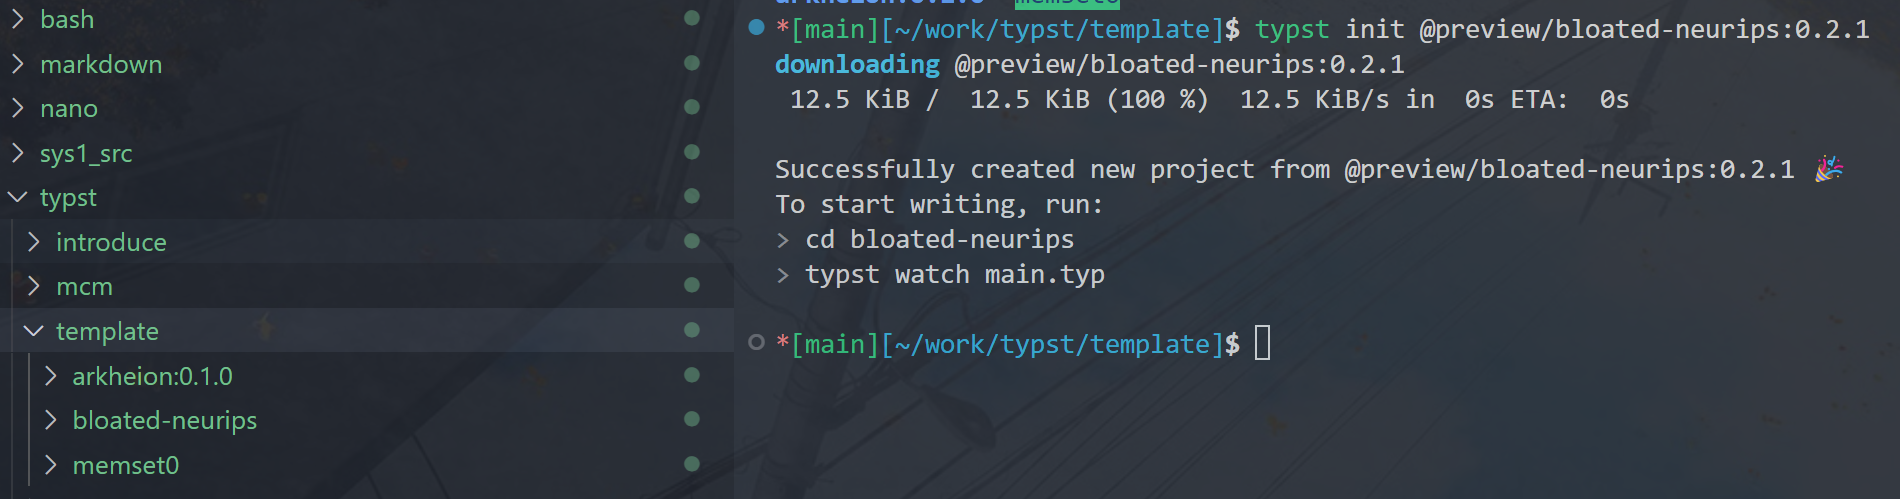 bash
markdown
nano
sys1_src
typst
introduce
mcm
template
arkheion:0.1.0
bloated-neurips
memset0
*[main][~/work/typst/template]$ typst init @preview/bloated-neurips:0.2.1
downloading @preview/bloated-neurips:0.2.1
12.5 KiB / 12.5 KiB (100 %) 12.5 KiB/s in 0s ETA: 0s
Successfully created new project from @preview/bloated-neurips:0.2.1 🎉
To start writing, run:
> cd bloated-neurips
> typst watch main.typ
*[main][~/work/typst/template]$